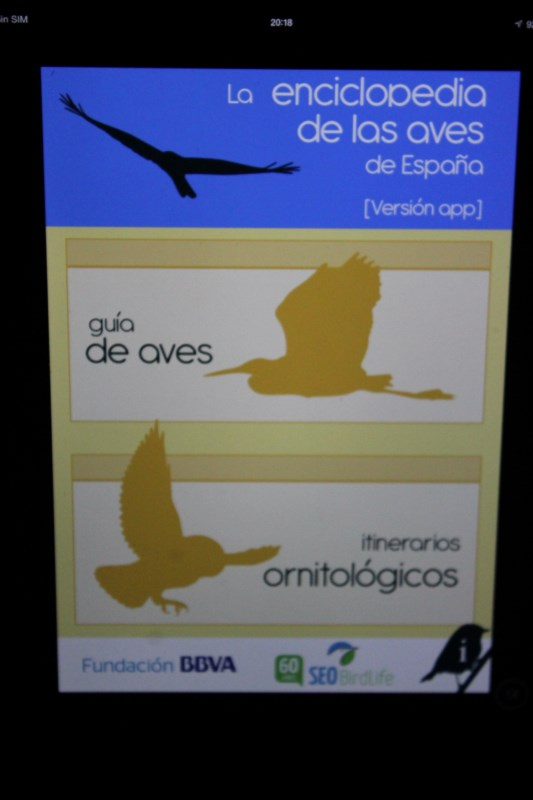 in SIM
20:18
La enciclopedia
de las aves
de España
[Versión app]
guía
de aves
itinerarios
ornitológicos
Fundación BBVA
60
SEO BirdLife
i